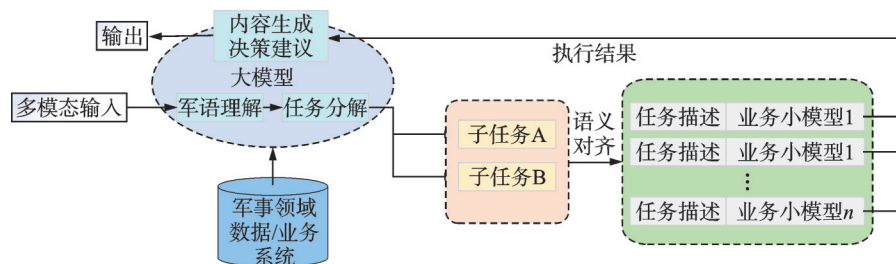 输出
内容生成
决策建议
大模型
多模态输入
军语理解
任务分解
军事领域
数据/业务
系统
子任务A
子任务B
语义
对齐
执行结果
任务描述 业务小模型1
任务描述 业务小模型1
⋮
任务描述 业务小模型n